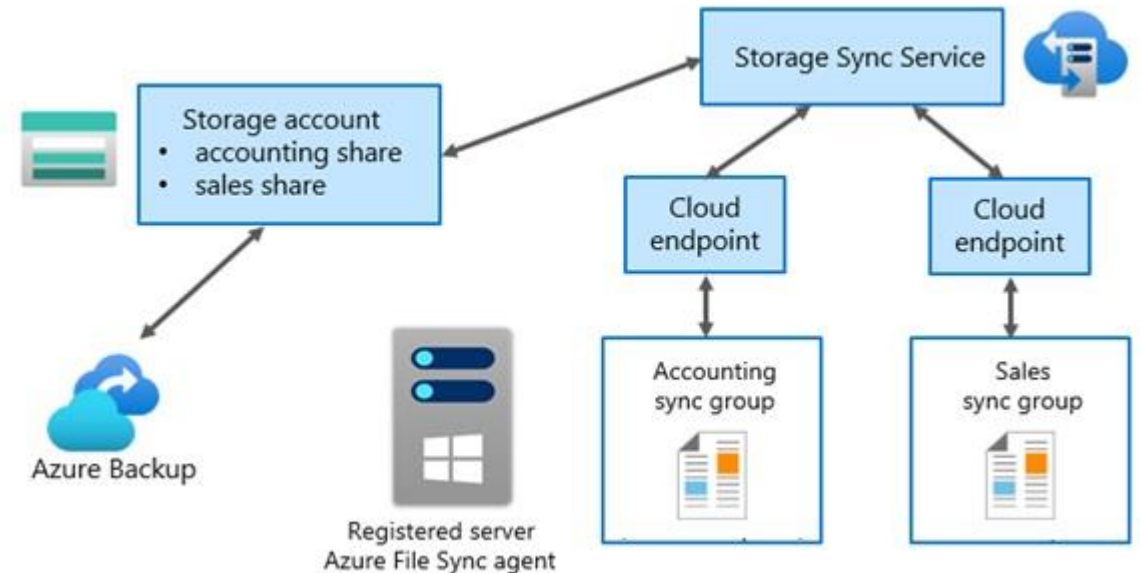 Storage Sync Service
Storage account
• accounting share
• sales share
Cloud
endpoint
Cloud
endpoint
Accounting
sync group
Sales
sync group
Azure Backup
Registered server
Azure File Sync agent